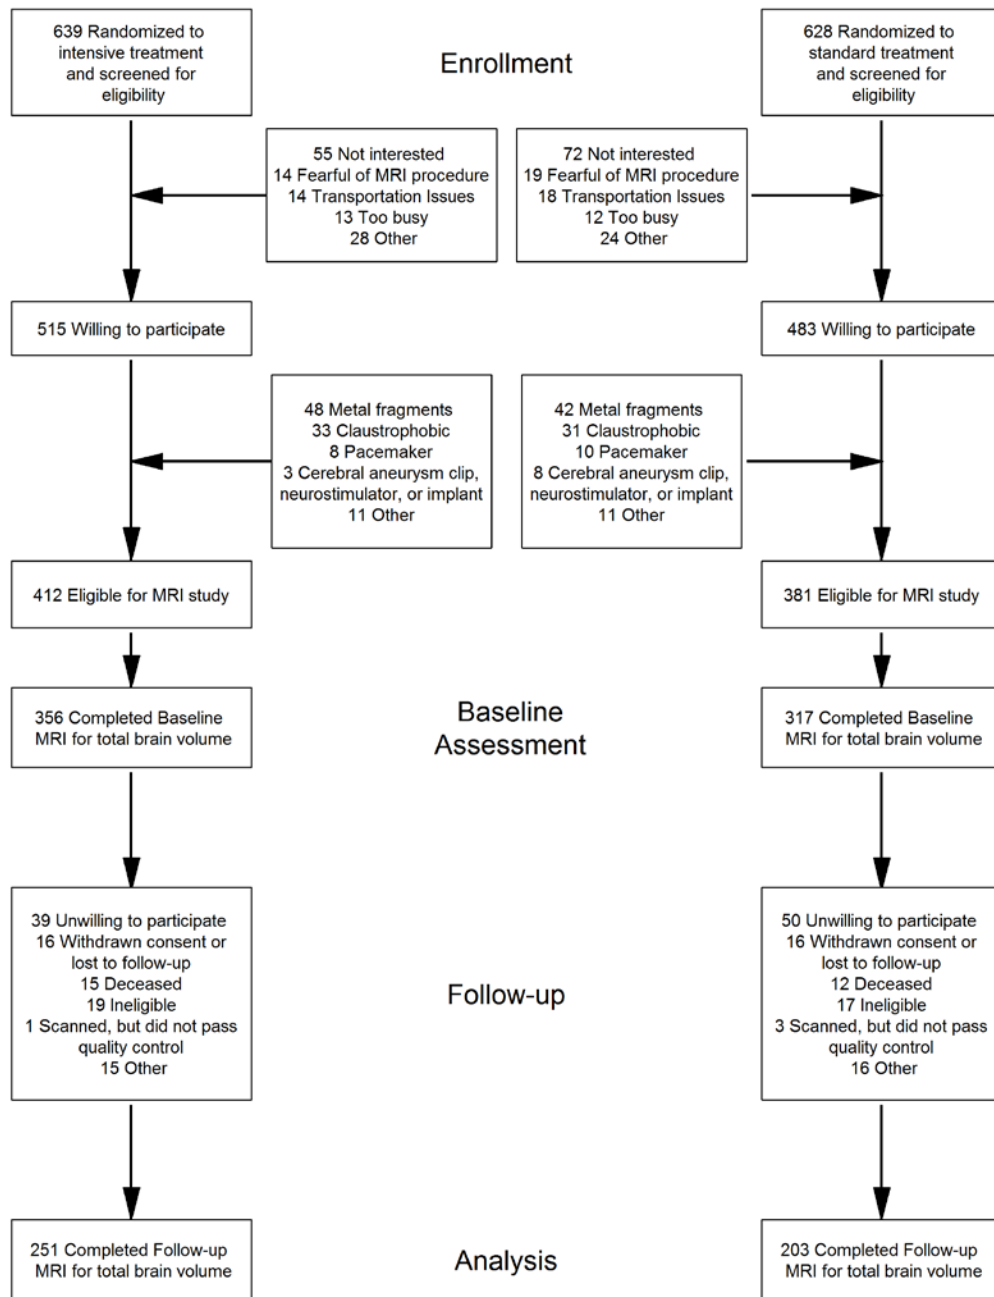 639 Randomized to
intensive treatment
and screened for
eligibility
Enrollment
628 Randomized to
standard treatment
and screened for
eligibility
55 Not interested
14 Fearful of MRI procedure
14 Transportation Issues
13 Too busy
28 Other
72 Not interested
19 Fearful of MRI procedure
18 Transportation Issues
12 Too busy
24 Other
515 Willing to participate
483 Willing to participate
48 Metal fragments
33 Claustrophobic
8 Pacemaker
3 Cerebral aneurysm clip,
neurostimulator, or implant
11 Other
42 Metal fragments
31 Claustrophobic
10 Pacemaker
8 Cerebral aneurysm clip,
neurostimulator, or implant
11 Other
412 Eligible for MRI study
381 Eligible for MRI study
356 Completed Baseline
MRI for total brain volume
Baseline
Assessment
317 Completed Baseline
MRI for total brain volume
39 Unwilling to participate
16 Withdrawn consent or
lost to follow-up
15 Deceased
19 Ineligible
1 Scanned, but did not pass
quality control
15 Other
Follow-up
50 Unwilling to participate
16 Withdrawn consent or
lost to follow-up
12 Deceased
17 Ineligible
3 Scanned, but did not pass
quality control
16 Other
251 Completed Follow-up
MRI for total brain volume
Analysis
203 Completed Follow-up
MRI for total brain volume